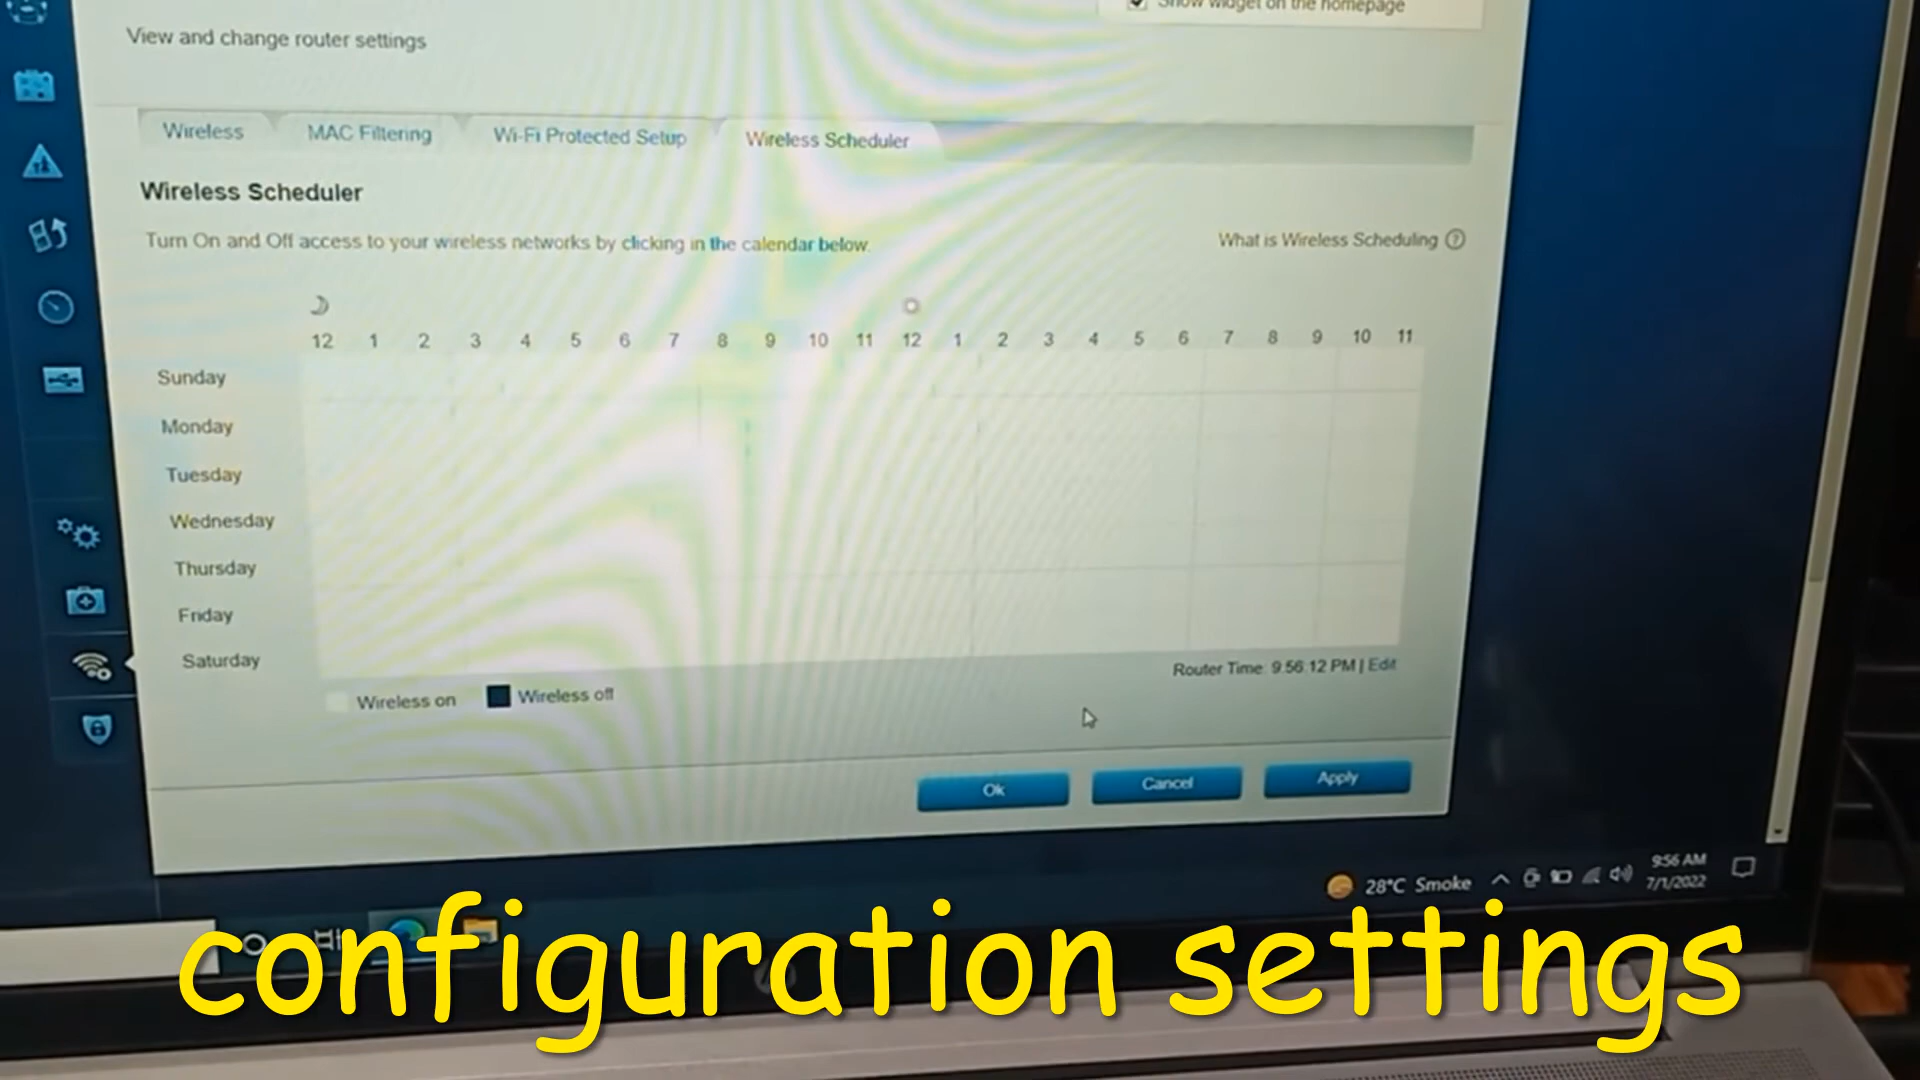 Show widget on the homepage
View and change router settings
Wireless MAC Filtering Wi-Fi Protected Setup Wireless Scheduler
Wireless Scheduler
Turn On and Off access to your wireless networks by clicking in the calendar below.
What is Wireless Scheduling ?
12 1 2 3 4 5 6 7 8 9 10 11 12 1 2 3 4 5 6 7 8 9 10 11
Sunday
Monday
Tuesday
Wednesday
Thursday
Friday
Saturday
Router Time: 9:56:12 PM | Edit
Wireless on Wireless off
Ok Cancel Apply
28°C Smoke
9:56 AM
7/1/2022
configuration settings